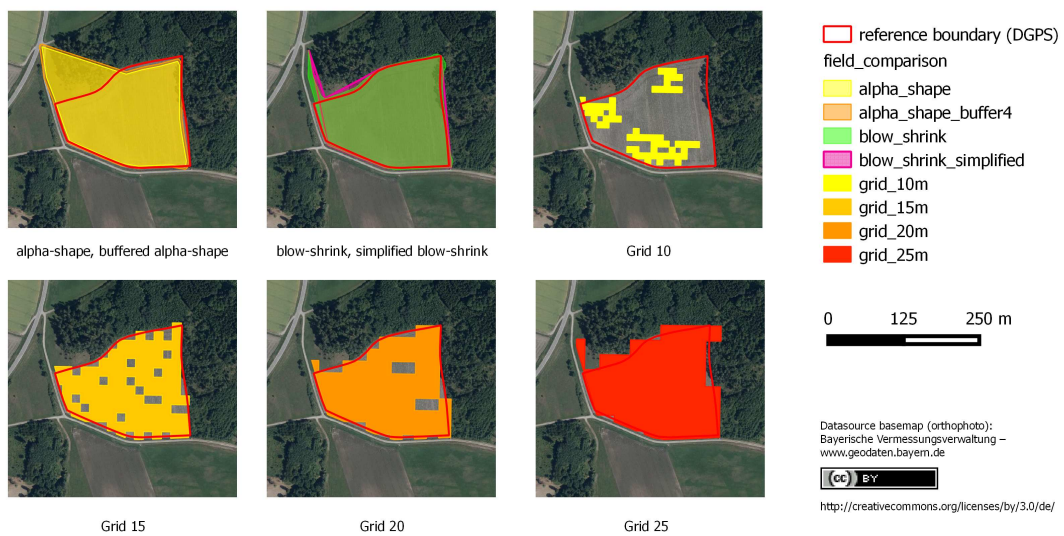 alpha-shape, buffered alpha-shape
blow-shrink, simplified blow-shrink
Grid 10
Grid 15
Grid 20
Grid 25
reference boundary (DGPS)
field_comparison
alpha_shape
alpha_shape_buffer4
blow_shrink
blow_shrink_simplified
grid_10m
grid_15m
grid_20m
grid_25m
0 125 250 m
Datasource basemap (orthophoto):
Bayerische Vermessungsverwaltung –
www.geodaten.bayern.de
cc BY
http://creativecommons.org/licenses/by/3.0/de/